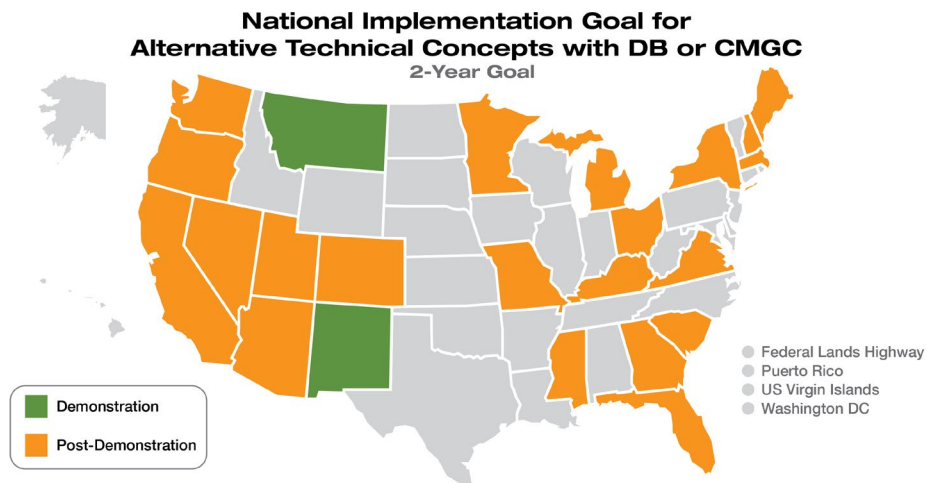 National Implementation Goal for
Alternative Technical Concepts with DB or CMGC
2-Year Goal
Federal Lands Highway
Puerto Rico
US Virgin Islands
Washington DC
Demonstration
Post-Demonstration